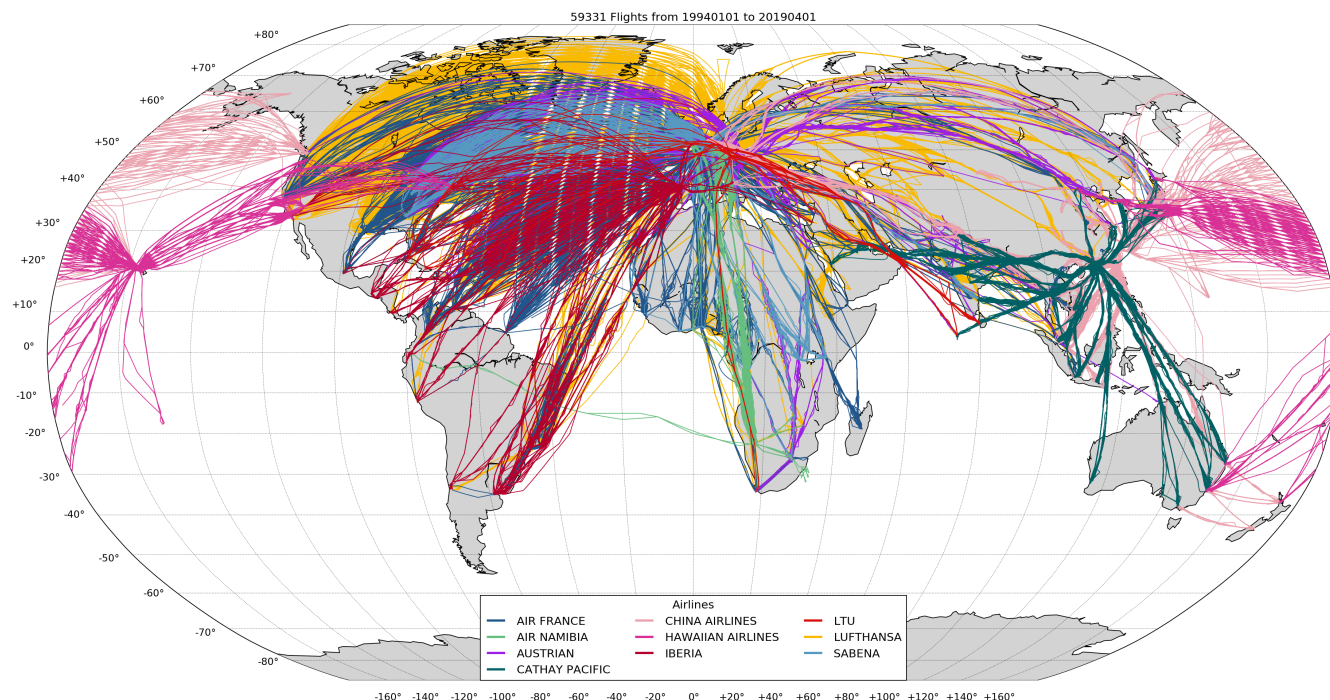 59331 Flights from 19940101 to 20190401
+80°
+70°
+60°
+50°
+40°
+30°
+20°
+10°
0°
-10°
-20°
-30°
-40°
-50°
-60°
-70°
-80°
Airlines
AIR FRANCE CHINA AIRLINES LTU
AIR NAMIBIA HAWAIIAN AIRLINES LUFTHANSA
AUSTRIAN IBERIA SABENA
CATHAY PACIFIC
-160° -140° -120° -100° -80° -60° -40° -20° 0° +20° +40° +60° +80° +100° +120° +140° +160°